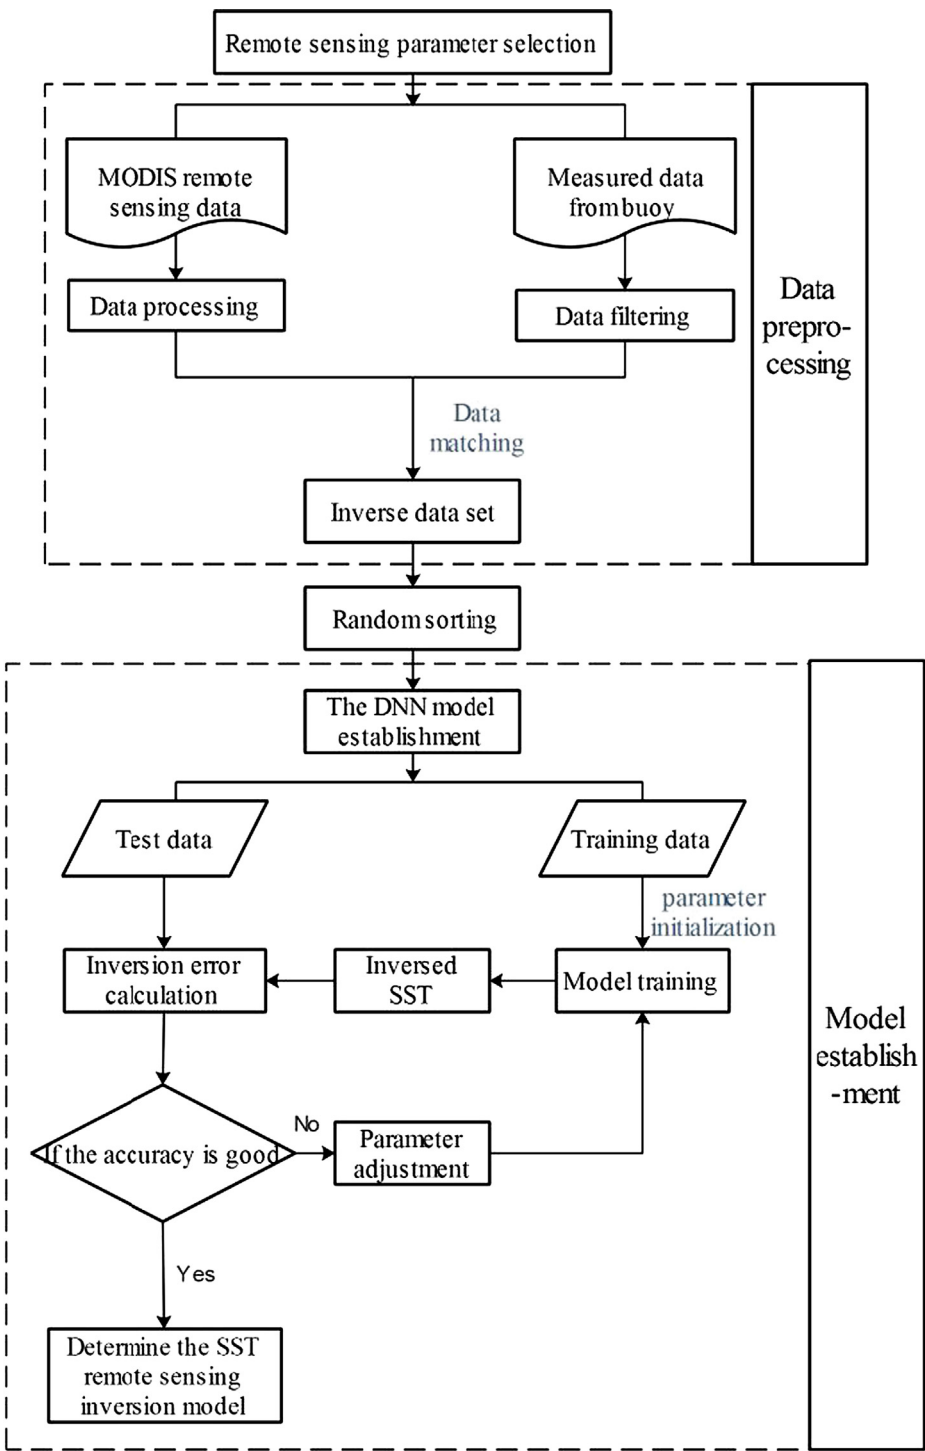 Remote sensing parameter selection
MODIS remote
sensing data
Measured data
from buoy
Data processing
Data filtering
Data
prepro-
cessing
Data
matching
Inverse data set
Random sorting
The DNN model
establishment
Test data
Training data
parameter
initialization
Inversion error
calculation
Inversed
SST
Model training
Model
establish
-ment
If the accuracy is good
No
Parameter
adjustment
Yes
Determine the SST
remote sensing
inversion model